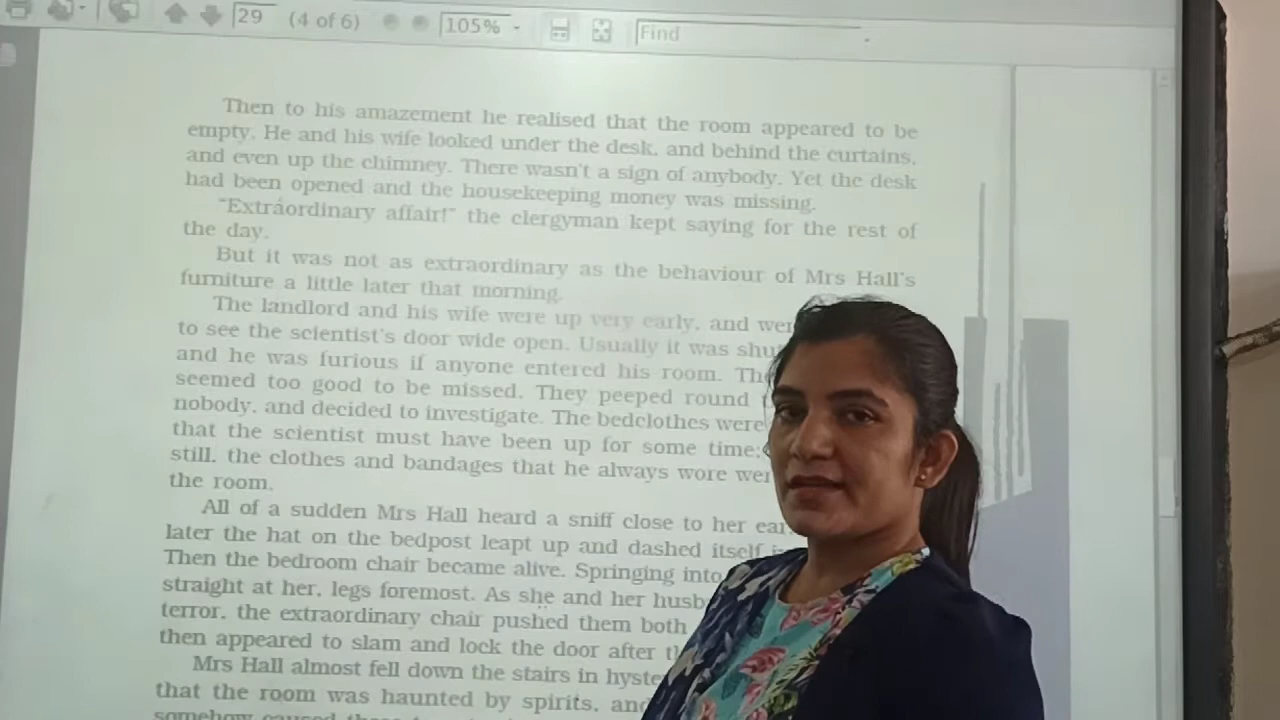 29 (4 of 6) 105% Find
Then to his amazement he realised that the room appeared to be
empty. He and his wife looked under the desk, and behind the curtains,
and even up the chimney. There wasn't a sign of anybody. Yet the desk
had been opened and the housekeeping money was missing.
"Extraordinary affair!" the clergyman kept saying for the rest of
the day.
But it was not as extraordinary as the behaviour of Mrs Hall's
furniture a little later that morning.
The landlord and his wife were up very early, and wer
to see the scientist's door wide open. Usually it was shu
and he was furious if anyone entered his room. The
seemed too good to be missed. They peeped round t
nobody, and decided to investigate. The bedclothes were
that the scientist must have been up for some time;
still, the clothes and bandages that he always wore wer
the room.
All of a sudden Mrs Hall heard a sniff close to her ear
later the hat on the bedpost leapt up and dashed itself i
Then the bedroom chair became alive. Springing into
straight at her, legs foremost. As she and her husb
terror, the extraordinary chair pushed them both
then appeared to slam and lock the door after th
Mrs Hall almost fell down the stairs in hyste
that the room was haunted by spirits, and
somehow caused these